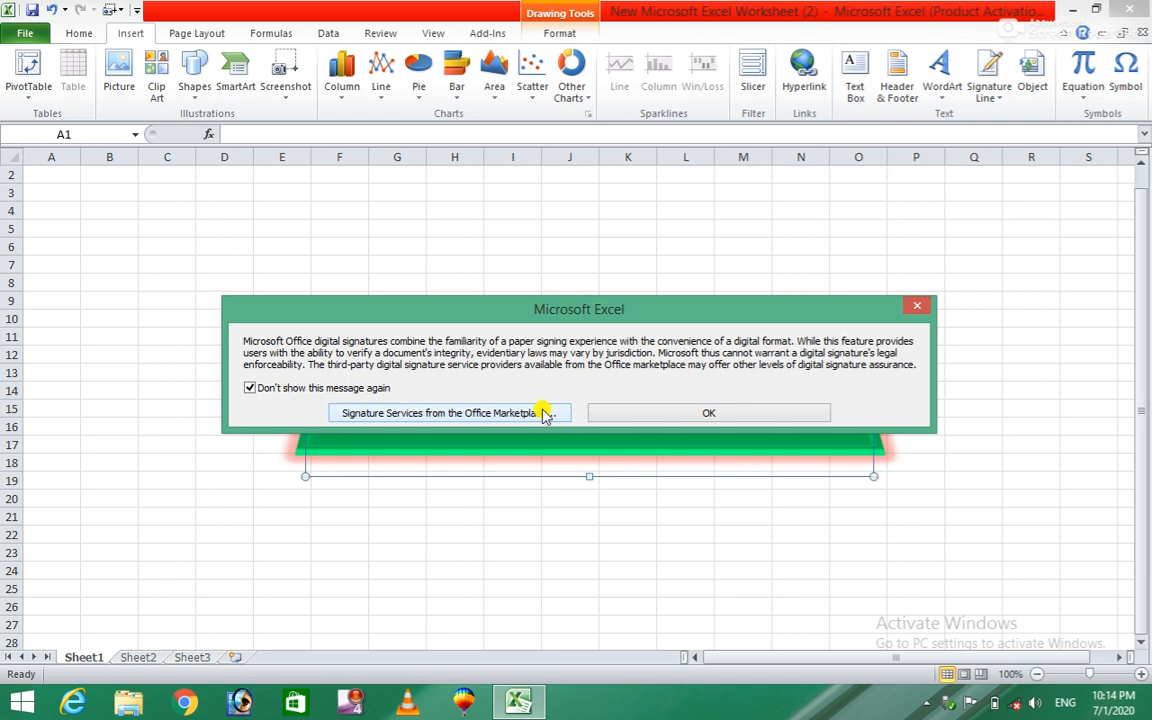 Drawing Tools
New Microsoft Excel Worksheet (2) - Microsoft Excel (Product Activatio...
File Home Insert Page Layout Formulas Data Review View Add-Ins Format
PivotTable Table Picture Clip Art Shapes SmartArt Screenshot Column Line Pie Bar Area Scatter Other Charts Line Column Win/Loss Slicer Hyperlink Text Box Header & Footer WordArt Signature Line Object Equation Symbol
Tables Illustrations Charts Sparklines Filter Links Text Symbols
A1 fx
A B C D E F G H I J K L M N O P Q R S
2
3
4
5
6
7
8
9
10
11
12
13
14
15
16
17
18
19
20
21
22
23
24
25
26
27
28
Microsoft Excel
Microsoft Office digital signatures combine the familiarity of a paper signing experience with the convenience of a digital format. While this feature provides
users with the ability to verify a document's integrity, evidentiary laws may vary by jurisdiction. Microsoft thus cannot warrant a digital signature's legal
enforceability. The third-party digital signature service providers available from the Office marketplace may offer other levels of digital signature assurance.
Don't show this message again
Signature Services from the Office Marketpla... OK
Activate Windows
Go to PC settings to activate Windows.
Sheet1 Sheet2 Sheet3
Ready 100%
ENG 10:14 PM
7/1/2020